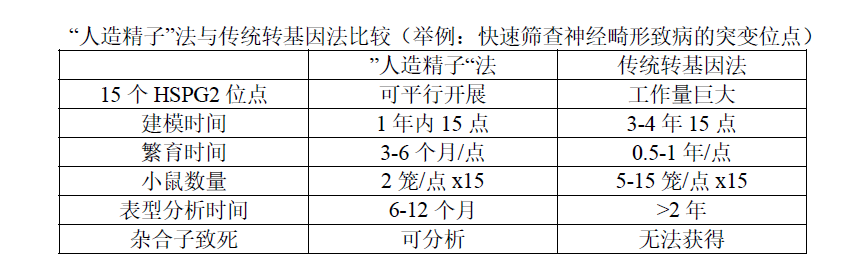 “人造精子”法与传统转基因法比较（举例：快速筛查神经畸形致病的突变位点）
”人造精子“法 传统转基因法
15 个 HSPG2 位点 可平行开展 工作量巨大
建模时间 1 年内 15 点 3-4 年 15 点
繁育时间 3-6 个月/点 0.5-1 年/点
小鼠数量 2 笼/点 x15 5-15 笼/点 x15
表型分析时间 6-12 个月 >2 年
杂合子致死 可分析 无法获得